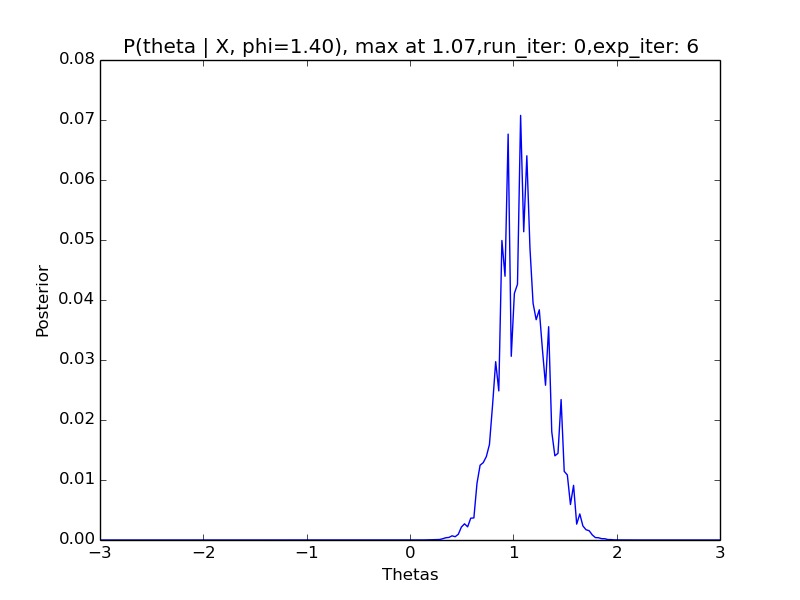 P(theta | X, phi=1.40), max at 1.07,run_iter: 0,exp_iter: 6
0.08
0.07
0.06
0.05
0.04
0.03
0.02
0.01
0.00
Posterior
−3 −2 −1 0 1 2 3
Thetas